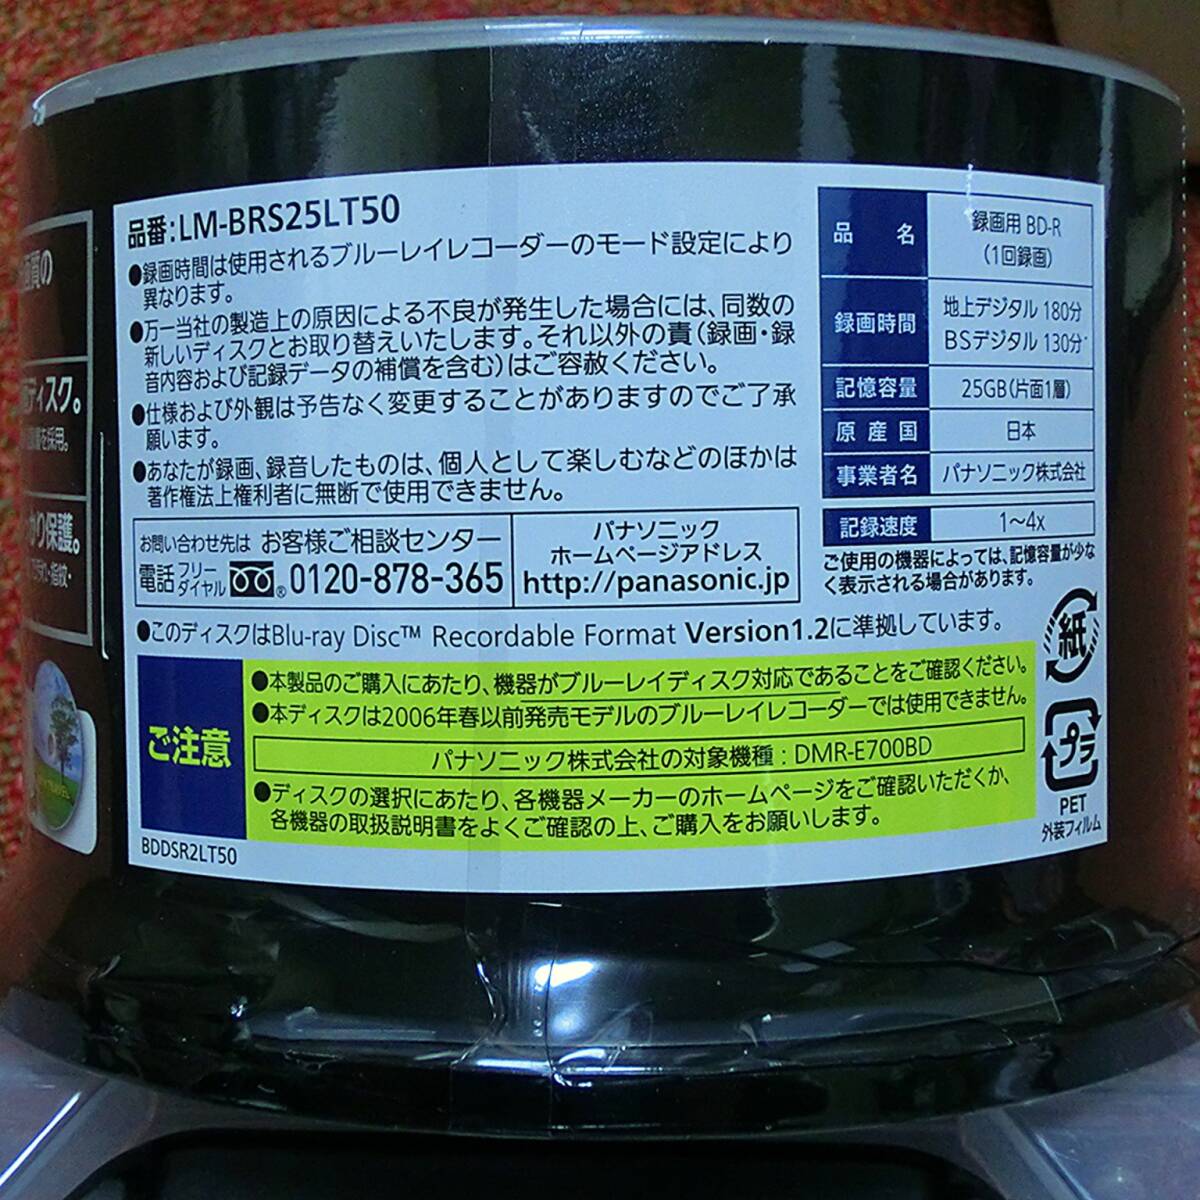 品番:LM-BRS25LT50
●録画時間は使用されるブルーレイレコーダーのモード設定により
異なります。
●万一当社の製造上の原因による不良が発生した場合には、同数の
新しいディスクとお取り替えいたします。それ以外の責(録画・録
音内容および記録データの補償を含む)はご容赦ください。
●仕様および外観は予告なく変更することがありますのでご了承
願います。
●あなたが録画、録音したものは、個人として楽しむなどのほかは
著作権法上権利者に無断で使用できません。
お問い合わせ先は お客様ご相談センター
電話 フリーダイヤル 0120-878-365
パナソニック
ホームページアドレス
http://panasonic.jp
品名 録画用 BD-R
(1回録画)
録画時間 地上デジタル 180分
BSデジタル 130分
記憶容量 25GB(片面1層)
原産国 日本
事業者名 パナソニック株式会社
記録速度 1〜4x
ご使用の機器によっては、記憶容量が少な
く表示される場合があります。
●このディスクはBlu-ray Disc™ Recordable Format Version1.2に準拠しています。
ご注意
●本製品のご購入にあたり、機器がブルーレイディスク対応であることをご確認ください。
●本ディスクは2006年春以前発売モデルのブルーレイレコーダーでは使用できません。
パナソニック株式会社の対象機種:DMR-E700BD
●ディスクの選択にあたり、各機器メーカーのホームページをご確認いただくか、
各機器の取扱説明書をよくご確認の上、ご購入をお願いします。
BDDSR2LT50
紙
プラ
PET
外装フィルム
画質の
ディスク。
を採用。
かり保護。
指紋・